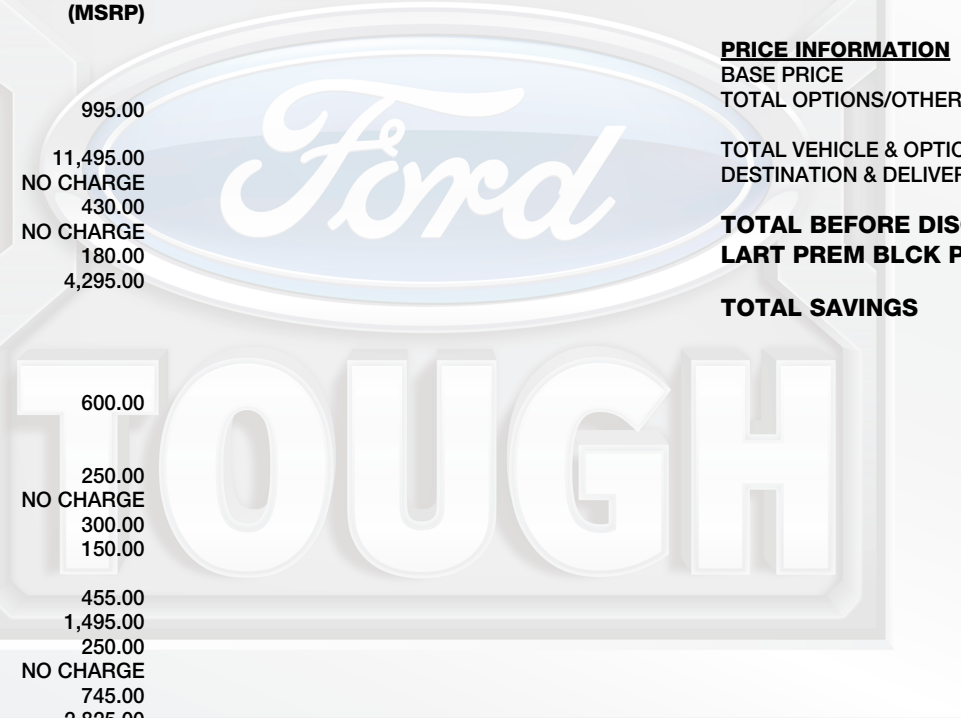 (MSRP)
995.00
11,495.00
NO CHARGE
430.00
NO CHARGE
180.00
4,295.00
600.00
250.00
NO CHARGE
300.00
150.00
455.00
1,495.00
250.00
NO CHARGE
745.00
PRICE INFORMATION
BASE PRICE
TOTAL OPTIONS/OTHER
TOTAL VEHICLE & OPTIO
DESTINATION & DELIVER
TOTAL BEFORE DIS
LART PREM BLCK P
TOTAL SAVINGS
Ford
TOUGH